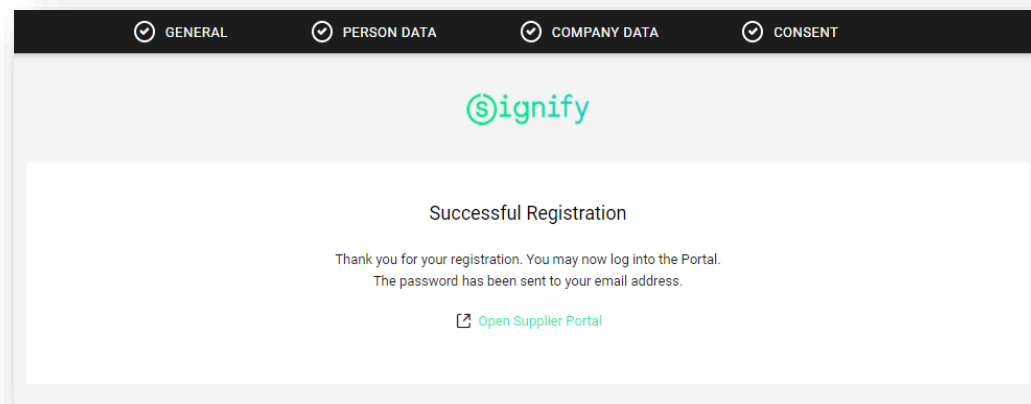 GENERAL PERSON DATA COMPANY DATA CONSENT
signify
Successful Registration
Thank you for your registration. You may now log into the Portal.
The password has been sent to your email address.
Open Supplier Portal